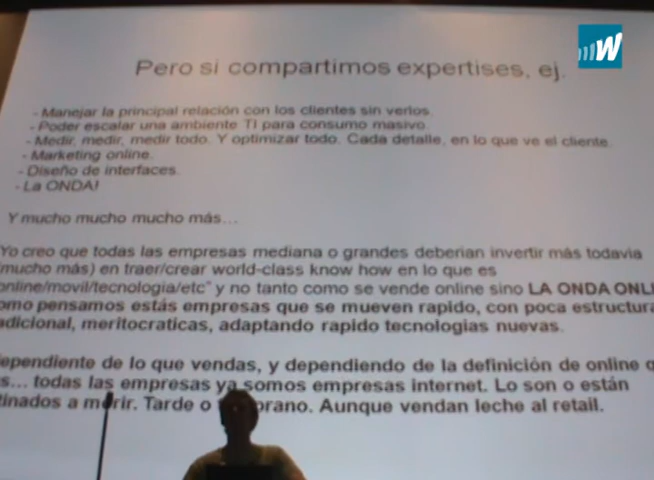 W
Pero si compartimos expertises, ej.
- Manejar la principal relación con los clientes sin verlos.
- Poder escalar una ambiente TI para consumo masivo.
- Medir, medir, medir todo. Y optimizar todo. Cada detalle, en lo que ve el cliente.
- Marketing online.
- Diseño de interfaces.
- La ONDA!
Y mucho mucho mucho más...
Yo creo que todas las empresas mediana o grandes deberian invertir más todavia
(mucho más) en traer/crear world-class know how en lo que es
online/movil/tecnologia/etc" y no tanto como se vende online sino LA ONDA ONLI
omo pensamos estás empresas que se mueven rapido, con poca estructura
adicional, meritocraticas, adaptando rapido tecnologias nuevas.
ependiente de lo que vendas, y dependiendo de la definición de online q
s... todas las empresas ya somos empresas internet. Lo son o están
tinados a morir. Tarde o prano. Aunque vendan leche al retail.